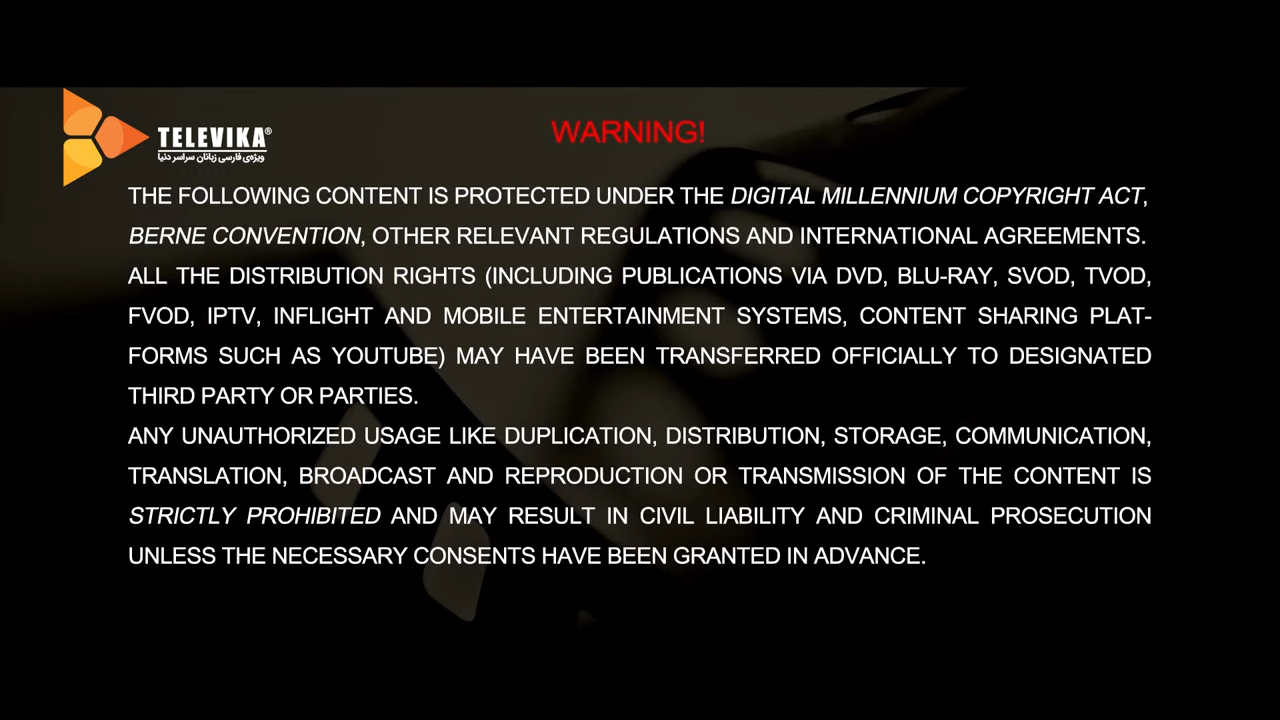 TELEVIKA®
ویژه‌ی فارسی زبانان سراسر دنیا
WARNING!
THE FOLLOWING CONTENT IS PROTECTED UNDER THE DIGITAL MILLENNIUM COPYRIGHT ACT,
BERNE CONVENTION, OTHER RELEVANT REGULATIONS AND INTERNATIONAL AGREEMENTS.
ALL THE DISTRIBUTION RIGHTS (INCLUDING PUBLICATIONS VIA DVD, BLU-RAY, SVOD, TVOD,
FVOD, IPTV, INFLIGHT AND MOBILE ENTERTAINMENT SYSTEMS, CONTENT SHARING PLAT-
FORMS SUCH AS YOUTUBE) MAY HAVE BEEN TRANSFERRED OFFICIALLY TO DESIGNATED
THIRD PARTY OR PARTIES.
ANY UNAUTHORIZED USAGE LIKE DUPLICATION, DISTRIBUTION, STORAGE, COMMUNICATION,
TRANSLATION, BROADCAST AND REPRODUCTION OR TRANSMISSION OF THE CONTENT IS
STRICTLY PROHIBITED AND MAY RESULT IN CIVIL LIABILITY AND CRIMINAL PROSECUTION
UNLESS THE NECESSARY CONSENTS HAVE BEEN GRANTED IN ADVANCE.